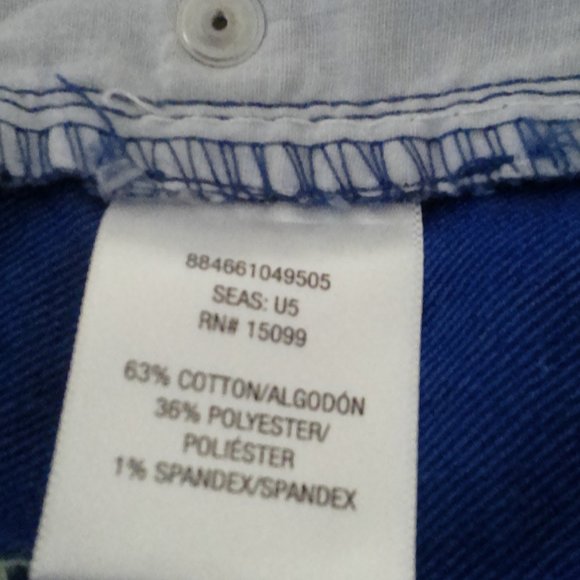 884661049505
SEAS: U5
RN# 15099
63% COTTON/ALGODÓN
36% POLYESTER/
POLIÉSTER
1% SPANDEX/SPANDEX